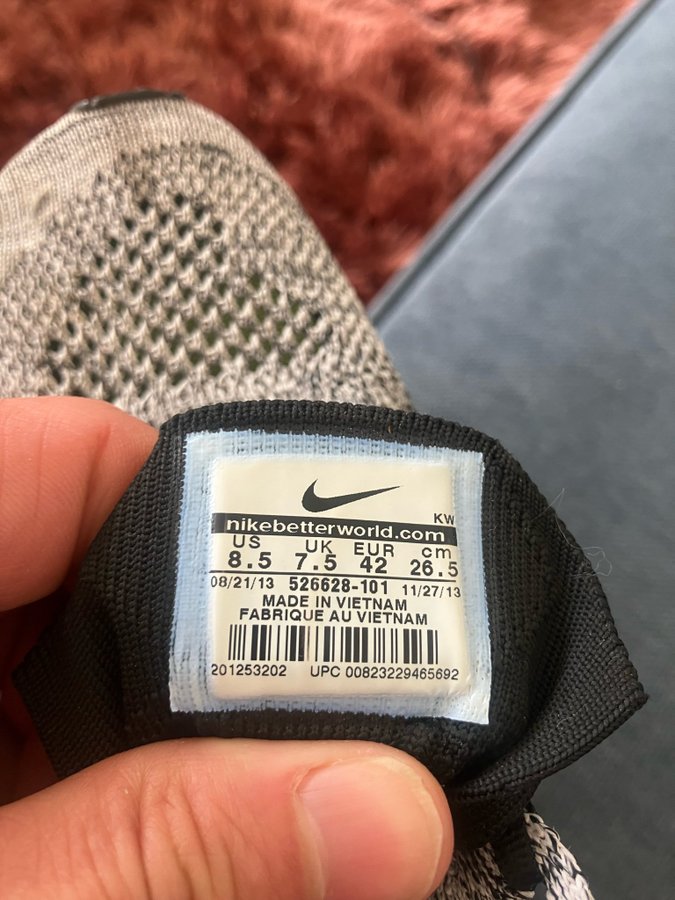 KW
nikebetterworld.com
US UK EUR cm
8.5 7.5 42 26.5
08/21/13 526628-101 11/27/13
MADE IN VIETNAM
FABRIQUE AU VIETNAM
201253202 UPC 00823229465692